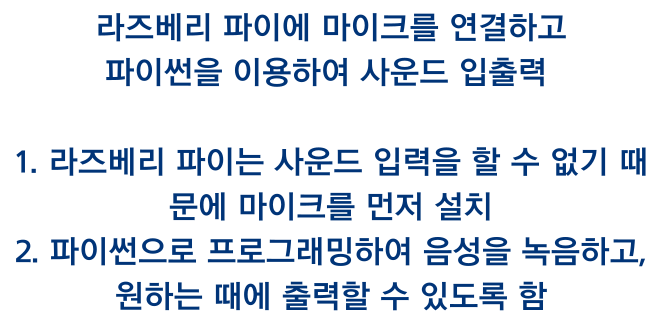 라즈베리 파이에 마이크를 연결하고
파이썬을 이용하여 사운드 입출력
1. 라즈베리 파이는 사운드 입력을 할 수 없기 때
문에 마이크를 먼저 설치
2. 파이썬으로 프로그래밍하여 음성을 녹음하고,
원하는 때에 출력할 수 있도록 함